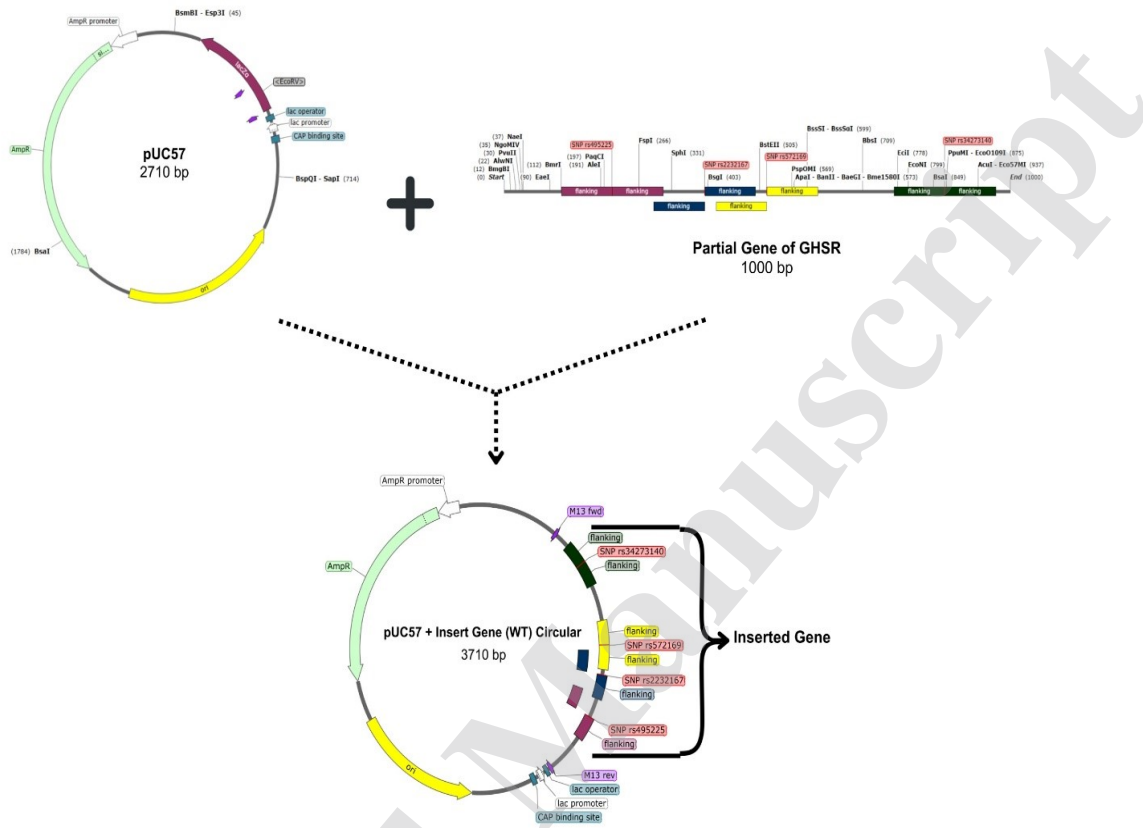 AmpR promoter
BsmBI - Esp3I (45)
lacZα
<EcoRV>
lac operator
lac promoter
CAP binding site
AmpR
pUC57
2710 bp
BspQI - SapI (714)
(1784) BsaI
ori
(37) NaeI
(35) NgoMIV
(30) PvuII
(22) AlwNI
(12) BmgBI
(0) Start
(90) EaeI
(112) BmrI
SNP rs495225
(197) PaqCI
(191) AleI
FspI (266)
SphI (331)
SNP rs2232167
BsgI (402)
BstEII (505)
BssSI - BssSαI (599)
SNP rs572169
PspOMI (569)
ApaI - BanII - BaeGI - Bme1580I (573)
BbsI (709)
EciI (778)
EcoNI (799)
BsaI (849)
SNP rs34273140
PpuMI - EcoO109I (875)
AcuI - Eco57MI (937)
End (1000)
flanking
flanking
flanking
flanking
flanking
flanking
flanking
flanking
Partial Gene of GHSR
1000 bp
AmpR promoter
M13 fwd
flanking
SNP rs34273140
flanking
AmpR
pUC57 + Insert Gene (WT) Circular
3710 bp
flanking
SNP rs572169
flanking
SNP rs2232167
flanking
Inserted Gene
SNP rs495225
flanking
ori
M13 rev
lac operator
lac promoter
CAP binding site
Manuscript